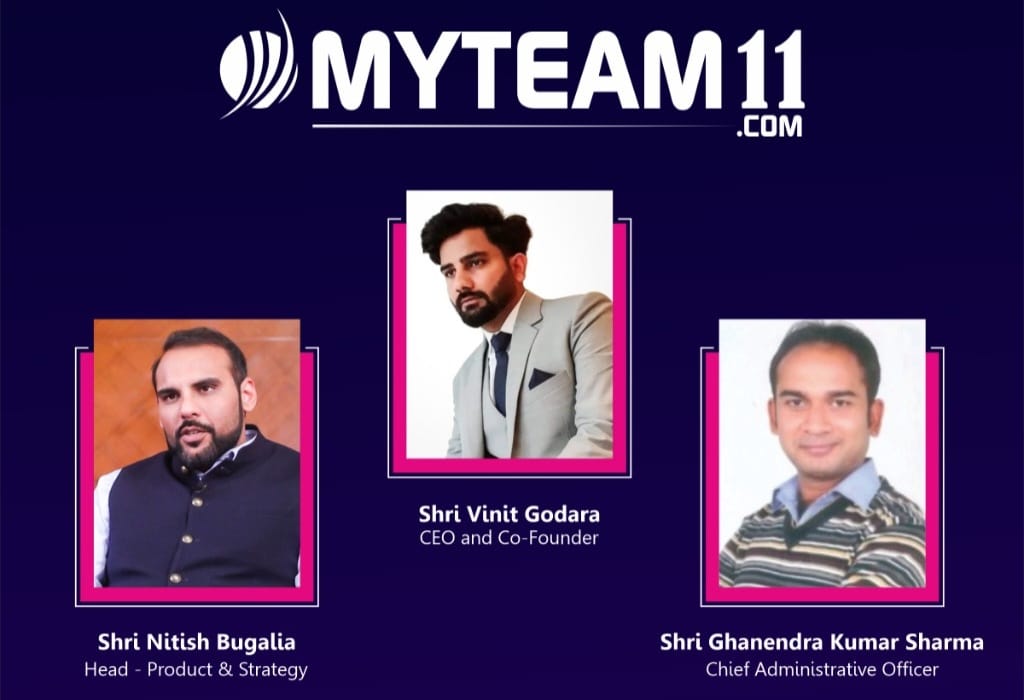 MYTEAM11
.COM
Shri Vinit Godara
CEO and Co-Founder
Shri Nitish Bugalia
Head - Product & Strategy
Shri Ghanendra Kumar Sharma
Chief Administrative Officer